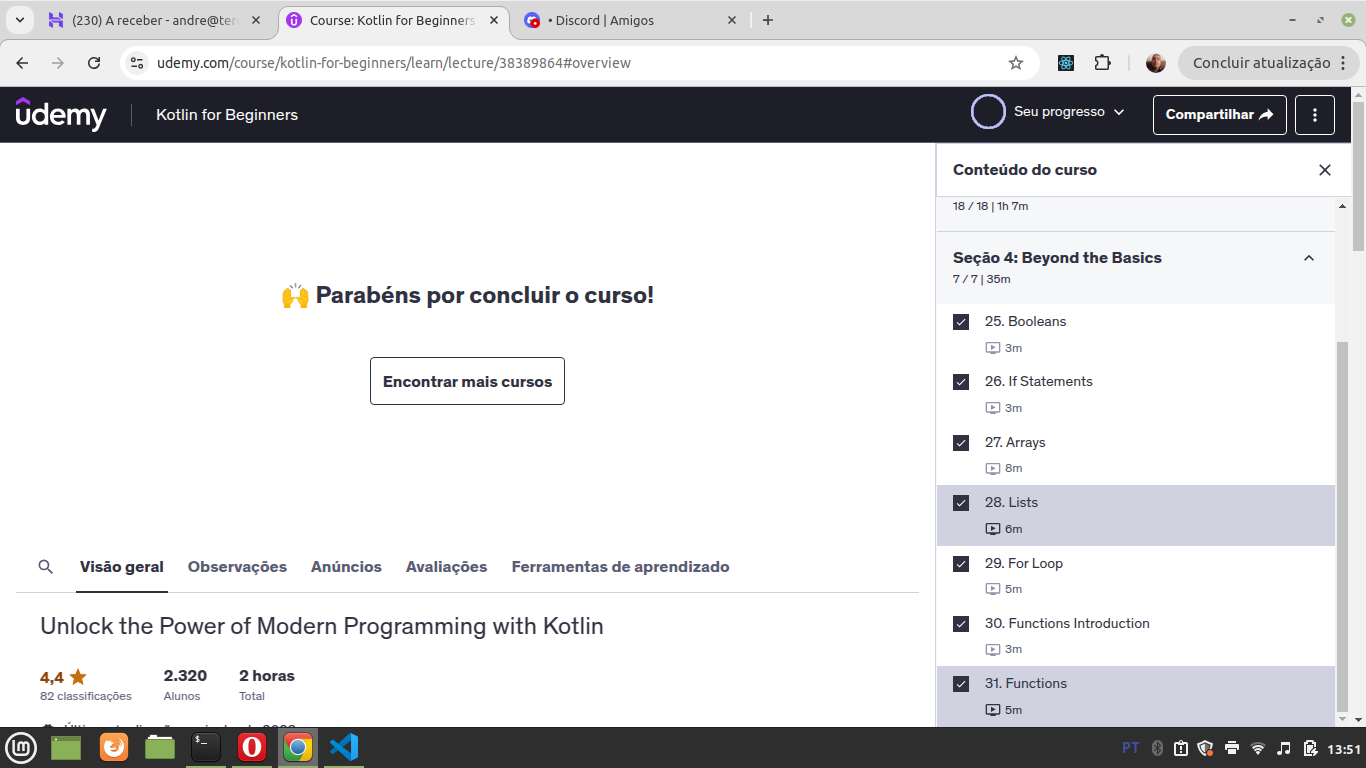 (230) A receber - andre@ter
Course: Kotlin for Beginners
• Discord | Amigos
udemy.com/course/kotlin-for-beginners/learn/lecture/38389864#overview
Concluir atualização
udemy
Kotlin for Beginners
Seu progresso
Compartilhar
🙌 Parabéns por concluir o curso!
Encontrar mais cursos
Visão geral
Observações
Anúncios
Avaliações
Ferramentas de aprendizado
Unlock the Power of Modern Programming with Kotlin
4,4 ★
2.320
2 horas
82 classificações
Alunos
Total
Conteúdo do curso
18 / 18 | 1h 7m
Seção 4: Beyond the Basics
7 / 7 | 35m
25. Booleans
3m
26. If Statements
3m
27. Arrays
8m
28. Lists
6m
29. For Loop
5m
30. Functions Introduction
3m
31. Functions
5m
PT
13:51